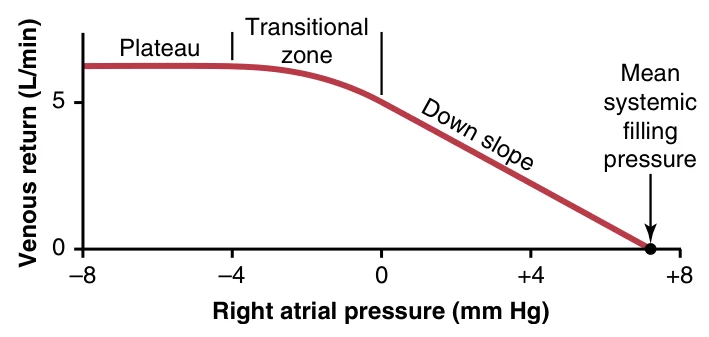 Transitional
zone
Plateau
Mean
systemic
filling
pressure
Down slope
Venous return (L/min)
5
0
–8
–4
0
+4
+8
Right atrial pressure (mm Hg)